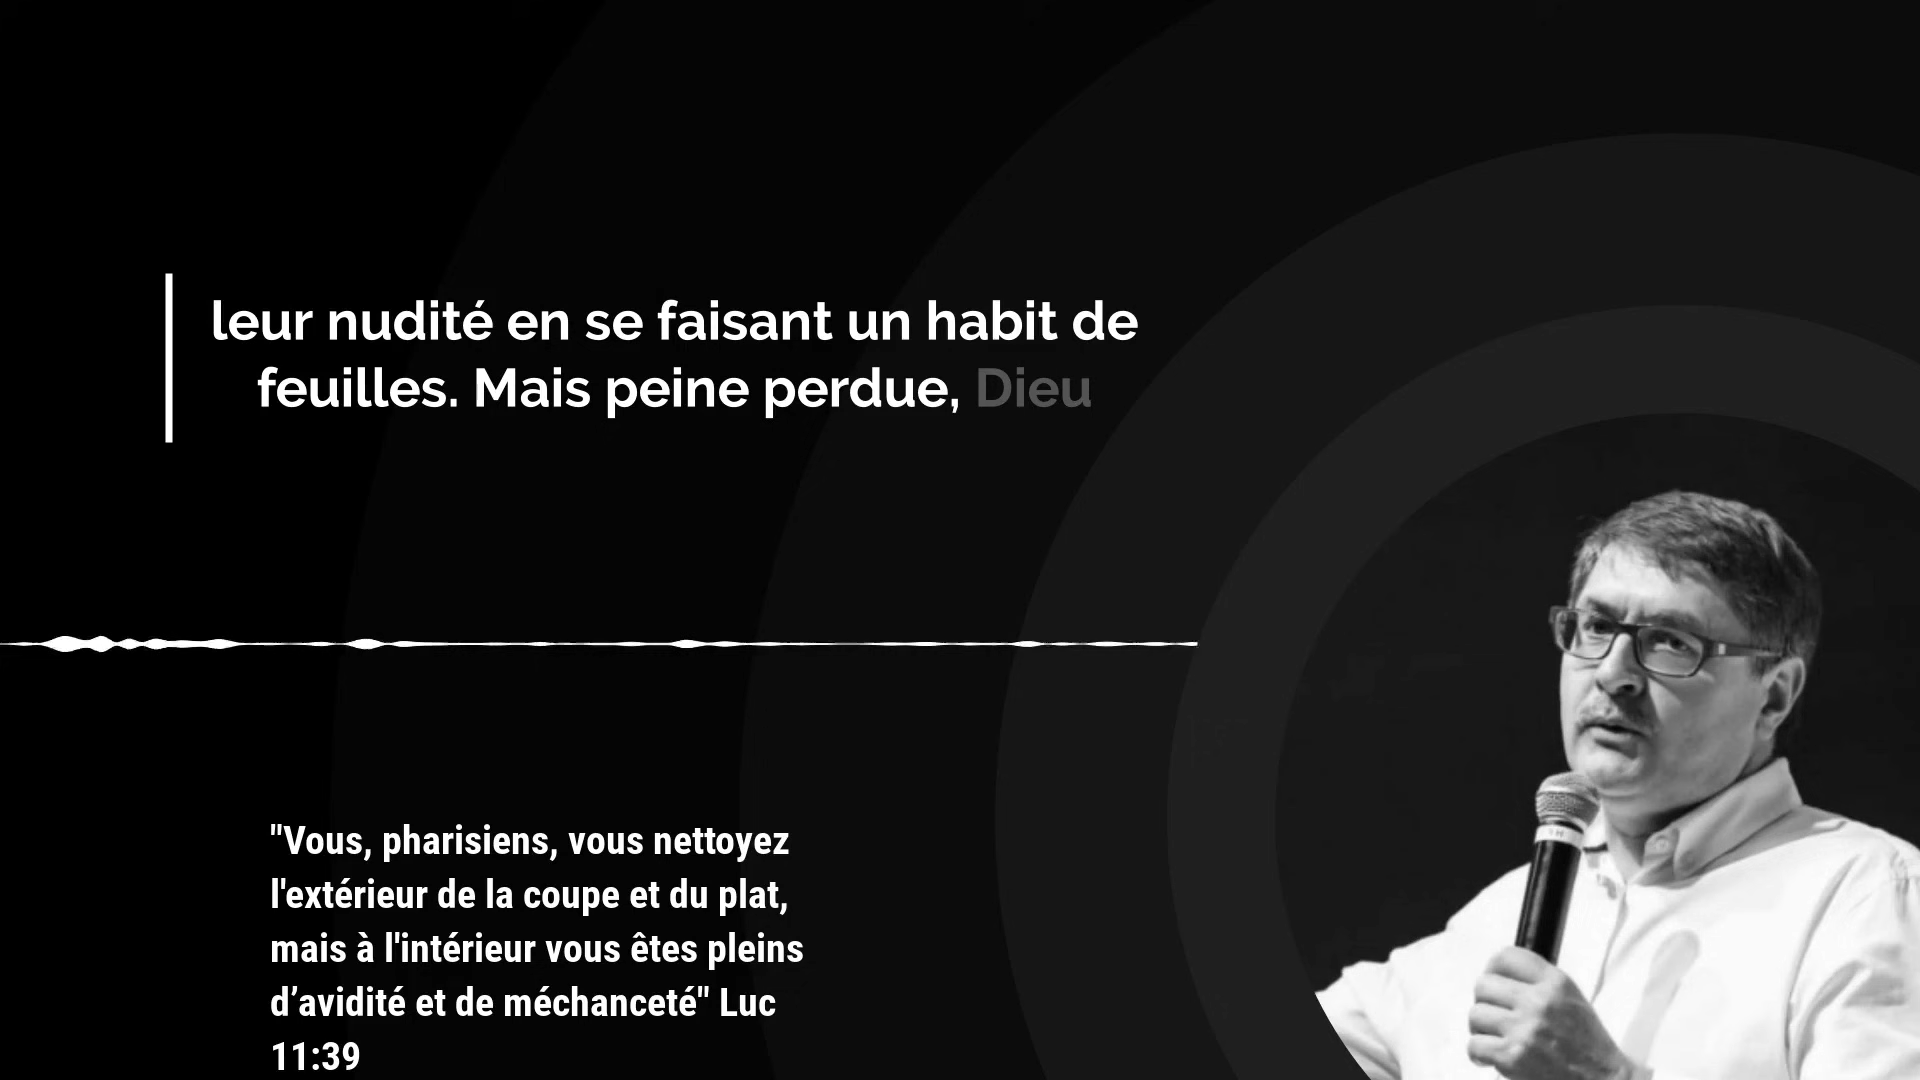 leur nudité en se faisant un habit de
feuilles. Mais peine perdue, Dieu
"Vous, pharisiens, vous nettoyez
l'extérieur de la coupe et du plat,
mais à l'intérieur vous êtes pleins
d’avidité et de méchanceté" Luc
11:39